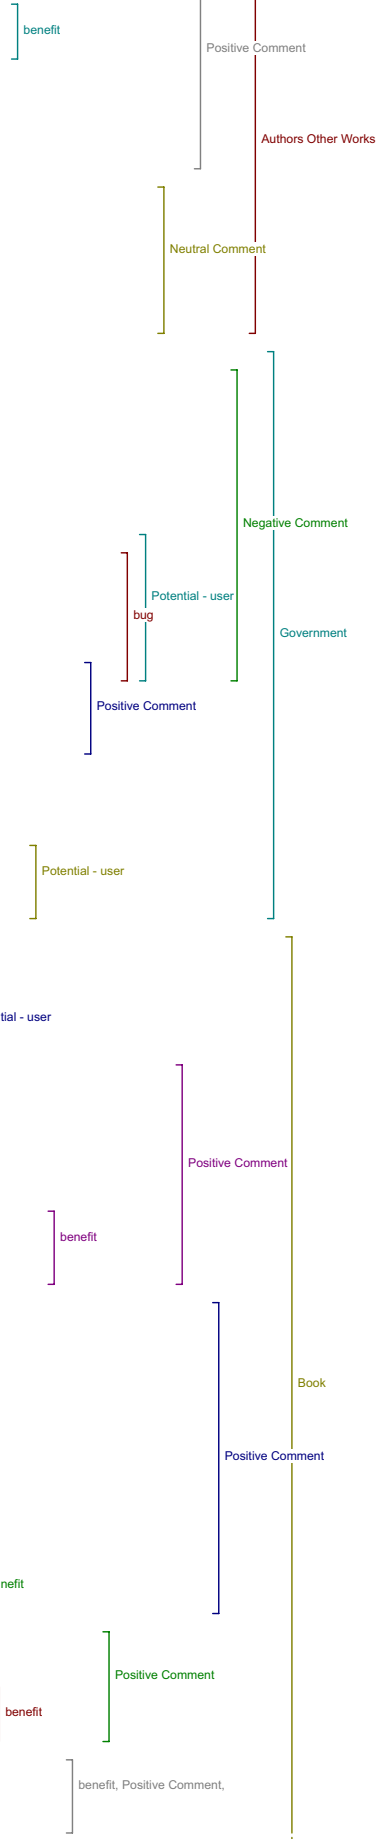 benefit
Positive Comment
Authors Other Works
Neutral Comment
Negative Comment
Potential - user
bug
Government
Positive Comment
Potential - user
tial - user
Positive Comment
benefit
Book
Positive Comment
nefit
Positive Comment
benefit
benefit, Positive Comment,